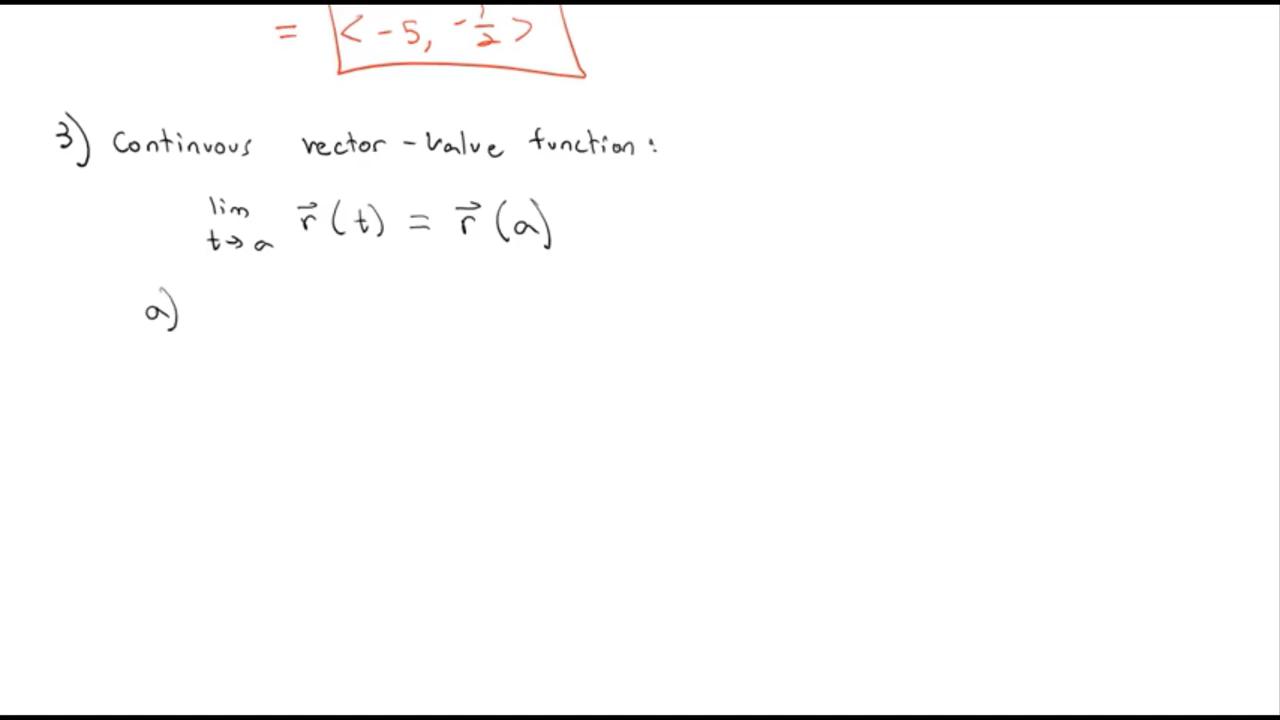 = < -5, -1/2 >
3) Continuous vector-value function:
lim r⃗(t) = r⃗(a)
t→a
a)